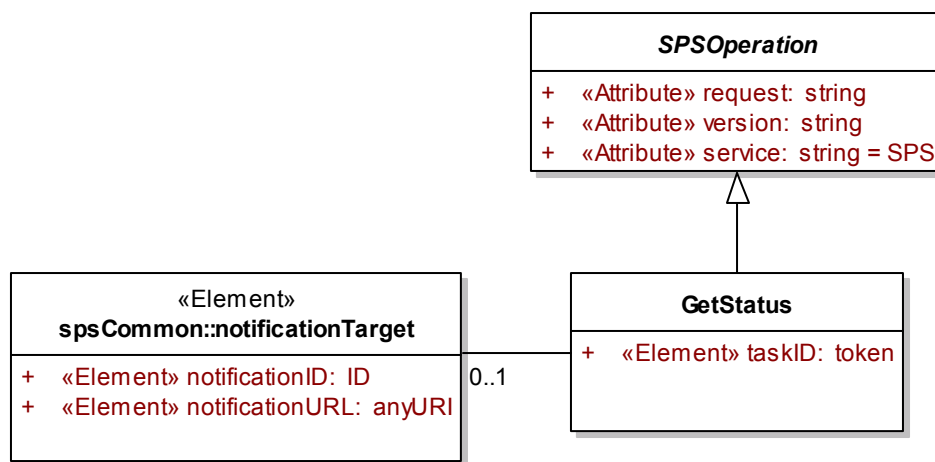 SPSOperation
+ «Attribute» request: string
+ «Attribute» version: string
+ «Attribute» service: string = SPS
«Element»
spsCommon::notificationTarget
+ «Element» notificationID: ID
+ «Element» notificationURL: anyURI
0..1
GetStatus
+ «Element» taskID: token